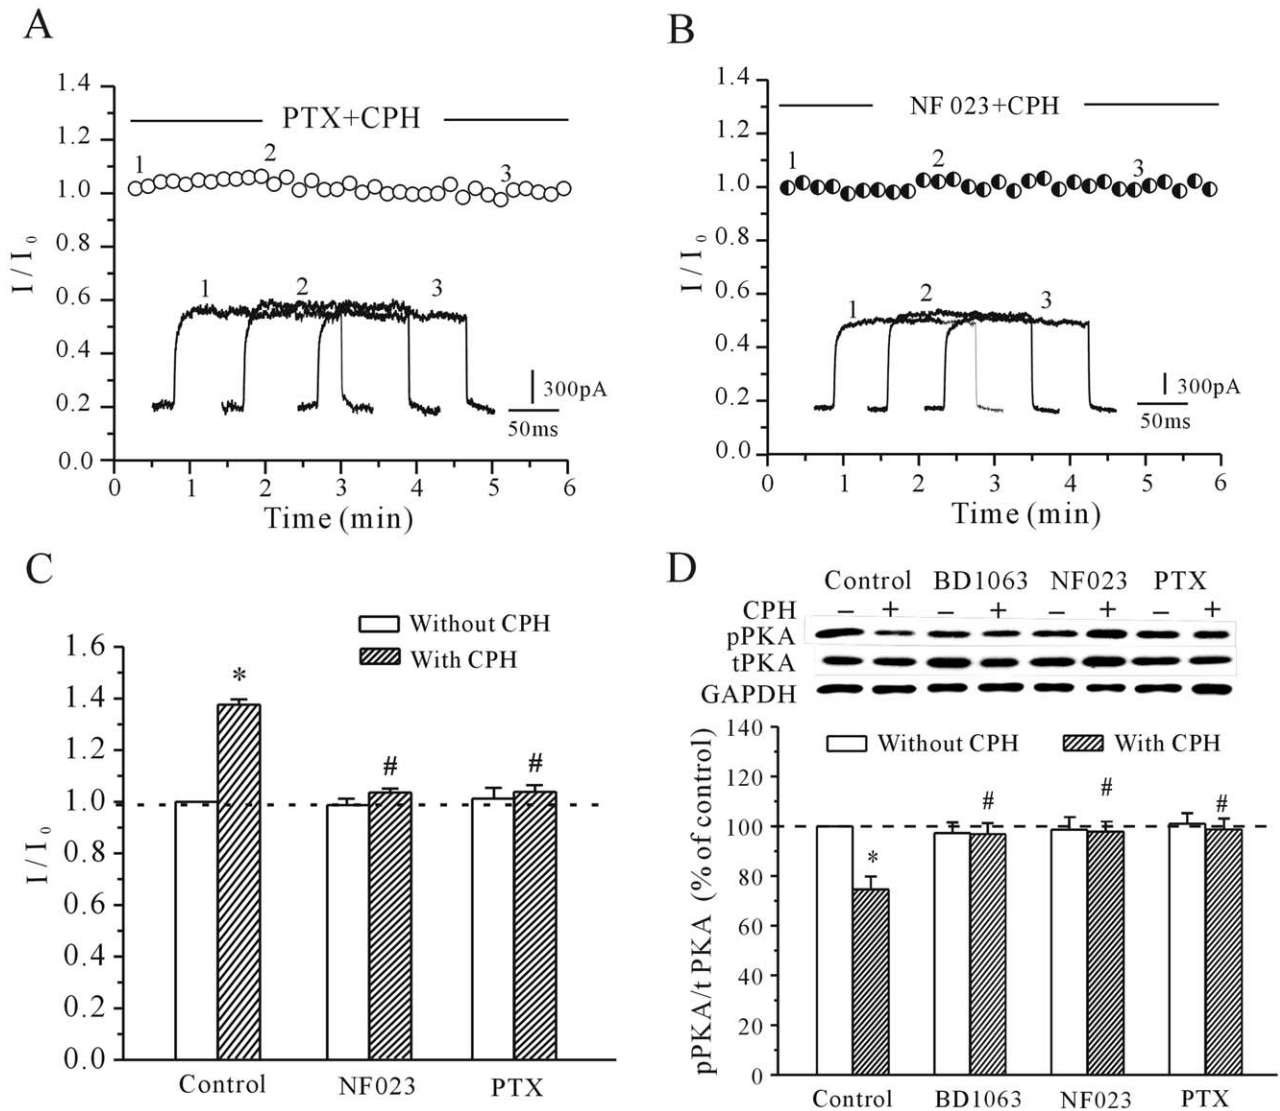 A
1.4
1.2
1.0
0.8
0.6
0.4
0.2
0.0
I / I0
PTX+CPH
1
2
3
1
2
3
300pA
50ms
0 1 2 3 4 5 6
Time (min)
B
1.4
1.2
1.0
0.8
0.6
0.4
0.2
0.0
I / I0
NF 023+CPH
1
2
3
1
2
3
300pA
50ms
0 1 2 3 4 5 6
Time (min)
C
Without CPH
With CPH
1.6
1.4
1.2
1.0
0.8
0.6
0.4
0.2
0.0
I / I0
*
#
#
Control NF023 PTX
D
Control BD1063 NF023 PTX
CPH − + − + − + − +
pPKA
tPKA
GAPDH
Without CPH With CPH
140
120
100
80
60
40
20
0
pPKA/t PKA (% of control)
*
#
#
#
Control BD1063 NF023 PTX